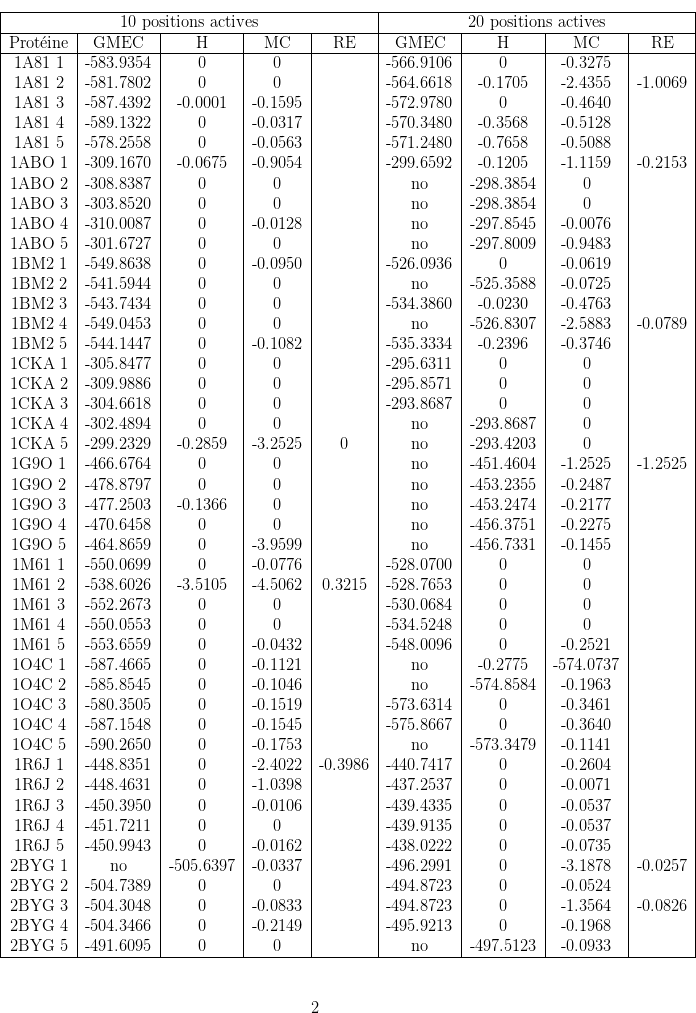 10 positions actives 20 positions actives
Protéine GMEC H MC RE GMEC H MC RE
1A81 1 -583.9354 0 0 -566.9106 0 -0.3275
1A81 2 -581.7802 0 0 -564.6618 -0.1705 -2.4355 -1.0069
1A81 3 -587.4392 -0.0001 -0.1595 -572.9780 0 -0.4640
1A81 4 -589.1322 0 -0.0317 -570.3480 -0.3568 -0.5128
1A81 5 -578.2558 0 -0.0563 -571.2480 -0.7658 -0.5088
1ABO 1 -309.1670 -0.0675 -0.9054 -299.6592 -0.1205 -1.1159 -0.2153
1ABO 2 -308.8387 0 0 no -298.3854 0
1ABO 3 -303.8520 0 0 no -298.3854 0
1ABO 4 -310.0087 0 -0.0128 no -297.8545 -0.0076
1ABO 5 -301.6727 0 0 no -297.8009 -0.9483
1BM2 1 -549.8638 0 -0.0950 -526.0936 0 -0.0619
1BM2 2 -541.5944 0 0 no -525.3588 -0.0725
1BM2 3 -543.7434 0 0 -534.3860 -0.0230 -0.4763
1BM2 4 -549.0453 0 0 no -526.8307 -2.5883 -0.0789
1BM2 5 -544.1447 0 -0.1082 -535.3334 -0.2396 -0.3746
1CKA 1 -305.8477 0 0 -295.6311 0 0
1CKA 2 -309.9886 0 0 -295.8571 0 0
1CKA 3 -304.6618 0 0 -293.8687 0 0
1CKA 4 -302.4894 0 0 no -293.8687 0
1CKA 5 -299.2329 -0.2859 -3.2525 0 no -293.4203 0
1G9O 1 -466.6764 0 0 no -451.4604 -1.2525 -1.2525
1G9O 2 -478.8797 0 0 no -453.2355 -0.2487
1G9O 3 -477.2503 -0.1366 0 no -453.2474 -0.2177
1G9O 4 -470.6458 0 0 no -456.3751 -0.2275
1G9O 5 -464.8659 0 -3.9599 no -456.7331 -0.1455
1M61 1 -550.0699 0 -0.0776 -528.0700 0 0
1M61 2 -538.6026 -3.5105 -4.5062 0.3215 -528.7653 0 0
1M61 3 -552.2673 0 0 -530.0684 0 0
1M61 4 -550.0553 0 0 -534.5248 0 0
1M61 5 -553.6559 0 -0.0432 -548.0096 0 -0.2521
1O4C 1 -587.4665 0 -0.1121 no -0.2775 -574.0737
1O4C 2 -585.8545 0 -0.1046 no -574.8584 -0.1963
1O4C 3 -580.3505 0 -0.1519 -573.6314 0 -0.3461
1O4C 4 -587.1548 0 -0.1545 -575.8667 0 -0.3640
1O4C 5 -590.2650 0 -0.1753 no -573.3479 -0.1141
1R6J 1 -448.8351 0 -2.4022 -0.3986 -440.7417 0 -0.2604
1R6J 2 -448.4631 0 -1.0398 -437.2537 0 -0.0071
1R6J 3 -450.3950 0 -0.0106 -439.4335 0 -0.0537
1R6J 4 -451.7211 0 0 -439.9135 0 -0.0537
1R6J 5 -450.9943 0 -0.0162 -438.0222 0 -0.0735
2BYG 1 no -505.6397 -0.0337 -496.2991 0 -3.1878 -0.0257
2BYG 2 -504.7389 0 0 -494.8723 0 -0.0524
2BYG 3 -504.3048 0 -0.0833 -494.8723 0 -1.3564 -0.0826
2BYG 4 -504.3466 0 -0.2149 -495.9213 0 -0.1968
2BYG 5 -491.6095 0 0 no -497.5123 -0.0933
2